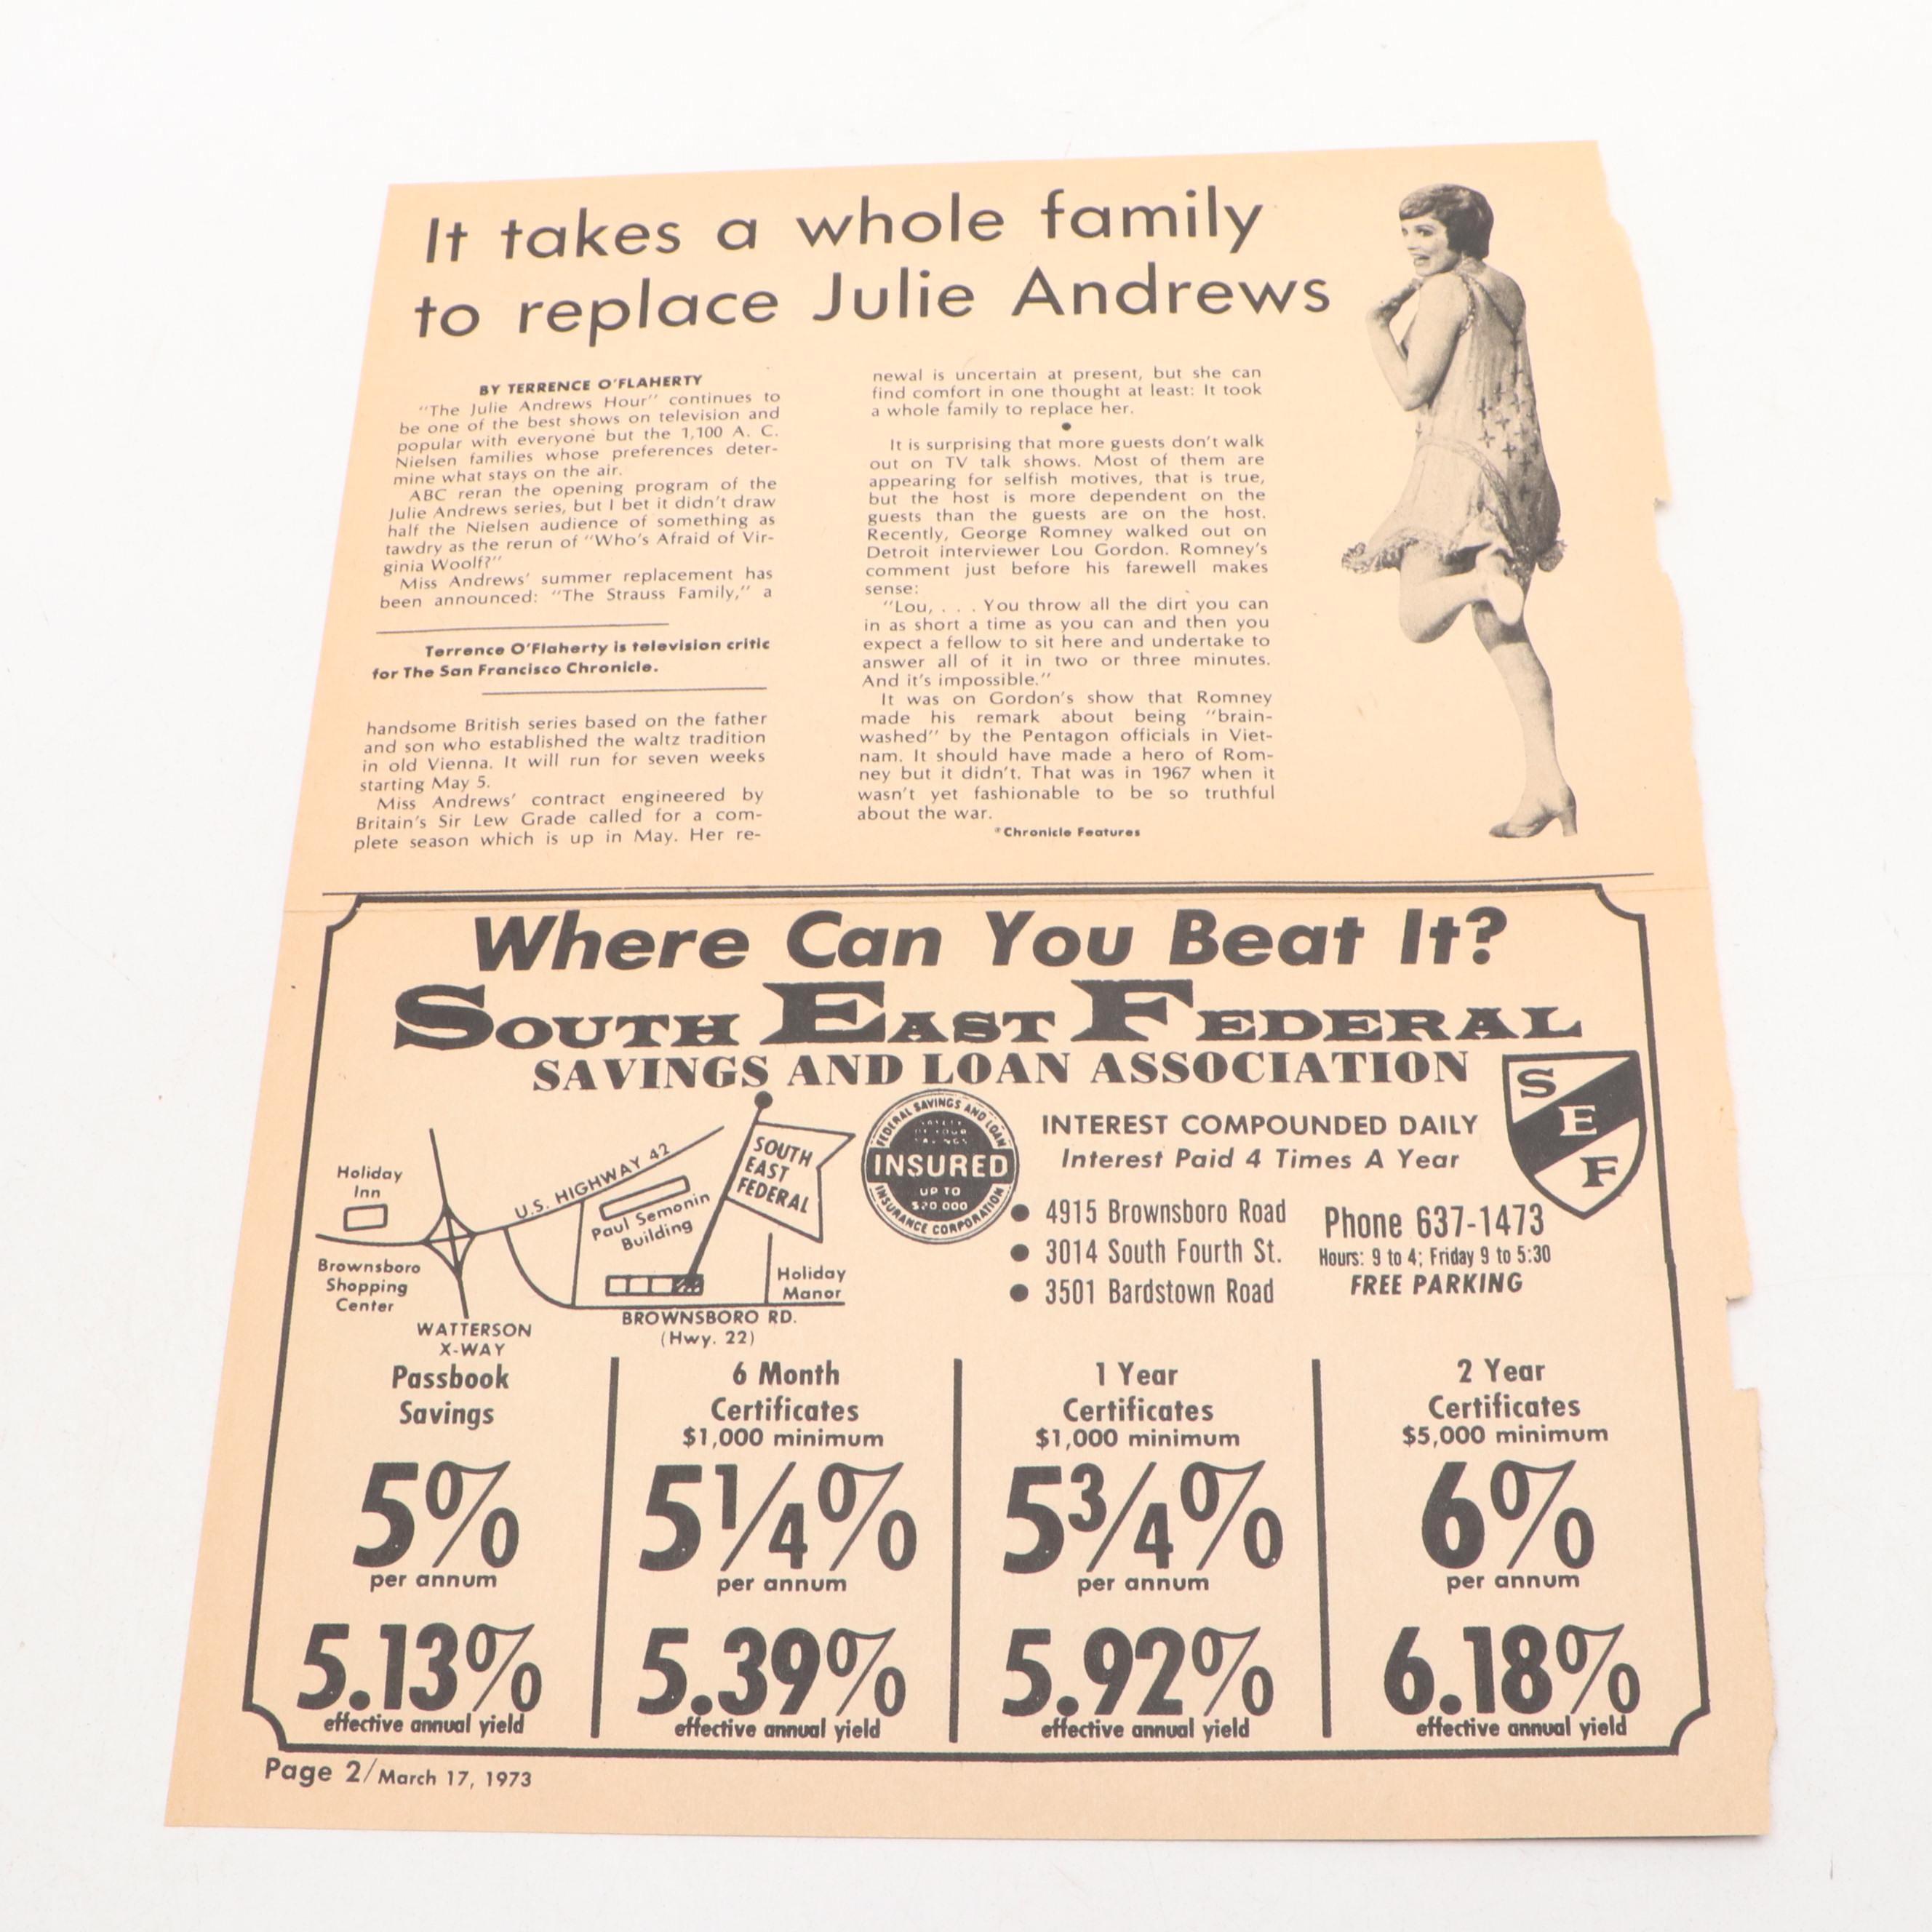 It takes a whole family
to replace Julie Andrews
BY TERRENCE O'FLAHERTY
"The Julie Andrews Hour" continues to
be one of the best shows on television and
popular with everyone but the 1,100 A. C.
Nielsen families whose preferences deter-
mine what stays on the air.
ABC reran the opening program of the
Julie Andrews series, but I bet it didn't draw
half the Nielsen audience of something as
tawdry as the rerun of "Who's Afraid of Vir-
ginia Woolf?"
Miss Andrews' summer replacement has
been announced: "The Strauss Family," a
Terrence O'Flaherty is television critic
for The San Francisco Chronicle.
handsome British series based on the father
and son who established the waltz tradition
in old Vienna. It will run for seven weeks
starting May 5.
Miss Andrews' contract engineered by
Britain's Sir Lew Grade called for a com-
plete season which is up in May. Her re-
newal is uncertain at present, but she can
find comfort in one thought at least: It took
a whole family to replace her.
•
It is surprising that more guests don't walk
out on TV talk shows. Most of them are
appearing for selfish motives, that is true,
but the host is more dependent on the
guests than the guests are on the host.
Recently, George Romney walked out on
Detroit interviewer Lou Gordon. Romney's
comment just before his farewell makes
sense:
"Lou, . . . You throw all the dirt you can
in as short a time as you can and then you
expect a fellow to sit here and undertake to
answer all of it in two or three minutes.
And it's impossible."
It was on Gordon's show that Romney
made his remark about being "brain-
washed" by the Pentagon officials in Viet-
nam. It should have made a hero of Rom-
ney but it didn't. That was in 1967 when it
wasn't yet fashionable to be so truthful
about the war.
*Chronicle Features
Where Can You Beat It?
SOUTH EAST FEDERAL
SAVINGS AND LOAN ASSOCIATION
S
E
F
Holiday
Inn
U.S. HIGHWAY 42
Paul Semonin
Building
SOUTH
EAST
FEDERAL
Brownsboro
Shopping
Center
Holiday
Manor
WATTERSON
X-WAY
BROWNSBORO RD.
(Hwy. 22)
FEDERAL SAVINGS AND LOAN
SAFETY
OF YOUR
SAVINGS
INSURED
UP TO
$20,000
INSURANCE CORPORATION
INTEREST COMPOUNDED DAILY
Interest Paid 4 Times A Year
• 4915 Brownsboro Road
• 3014 South Fourth St.
• 3501 Bardstown Road
Phone 637-1473
Hours: 9 to 4; Friday 9 to 5:30
FREE PARKING
Passbook
Savings
5%
per annum
5.13%
effective annual yield
6 Month
Certificates
$1,000 minimum
5 1/4%
per annum
5.39%
effective annual yield
1 Year
Certificates
$1,000 minimum
5 3/4%
per annum
5.92%
effective annual yield
2 Year
Certificates
$5,000 minimum
6%
per annum
6.18%
effective annual yield
Page 2/March 17, 1973